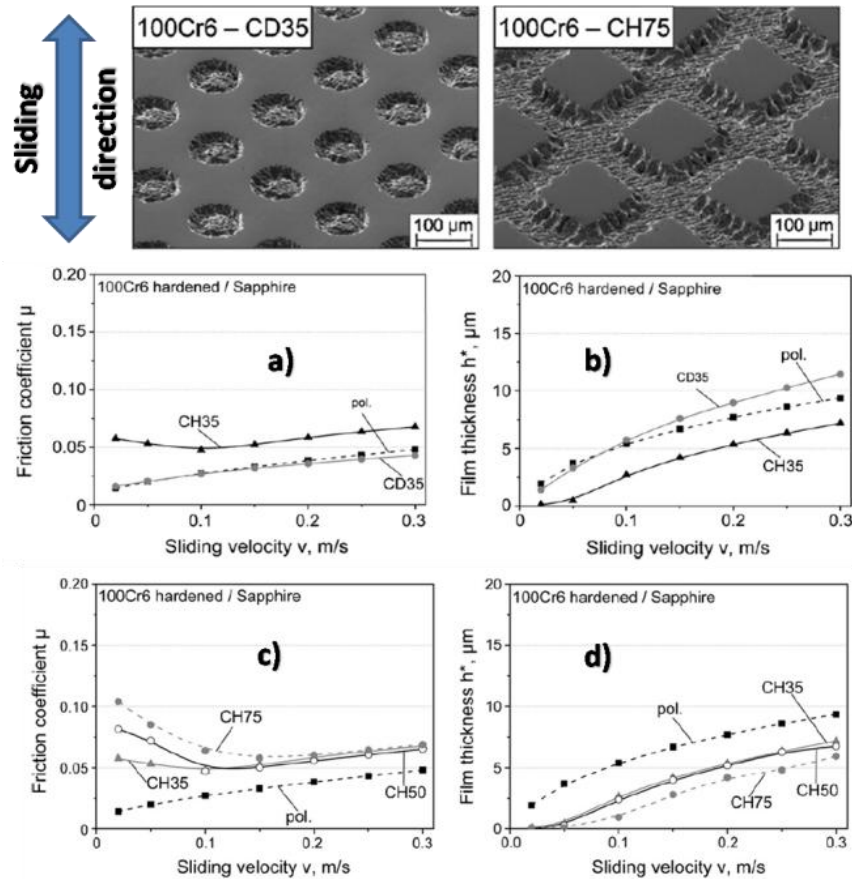 Sliding
direction
100Cr6 – CD35
100 µm
100Cr6 – CH75
100 µm
100Cr6 hardened / Sapphire
a)
CH35
pol.
CD35
0.20
0.15
0.10
0.05
0
Friction coefficient µ
0 0.1 0.2 0.3
Sliding velocity v, m/s
100Cr6 hardened / Sapphire
b)
CD35
pol.
CH35
20
15
10
5
0
Film thickness h*, µm
0 0.1 0.2 0.3
Sliding velocity v, m/s
100Cr6 hardened / Sapphire
c)
CH75
CH35
CH50
pol.
0.20
0.15
0.10
0.05
0
Friction coefficient µ
0 0.1 0.2 0.3
Sliding velocity v, m/s
100Cr6 hardened / Sapphire
d)
CH35
pol.
CH75
CH50
20
15
10
5
0
Film thickness h*, µm
0.0 0.1 0.2 0.3
Sliding velocity v, m/s